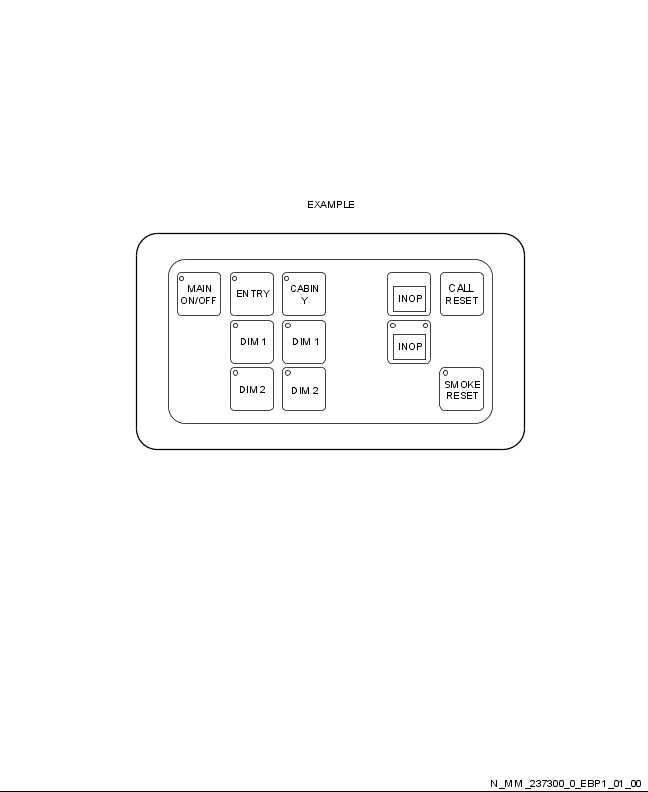 EXAMPLE
MAIN
ON/OFF
ENTRY
CABIN
Y
INOP
CALL
RESET
DIM 1
DIM 1
INOP
DIM 2
DIM 2
SMOKE
RESET
N_MM_237300_0_EBP1_01_00